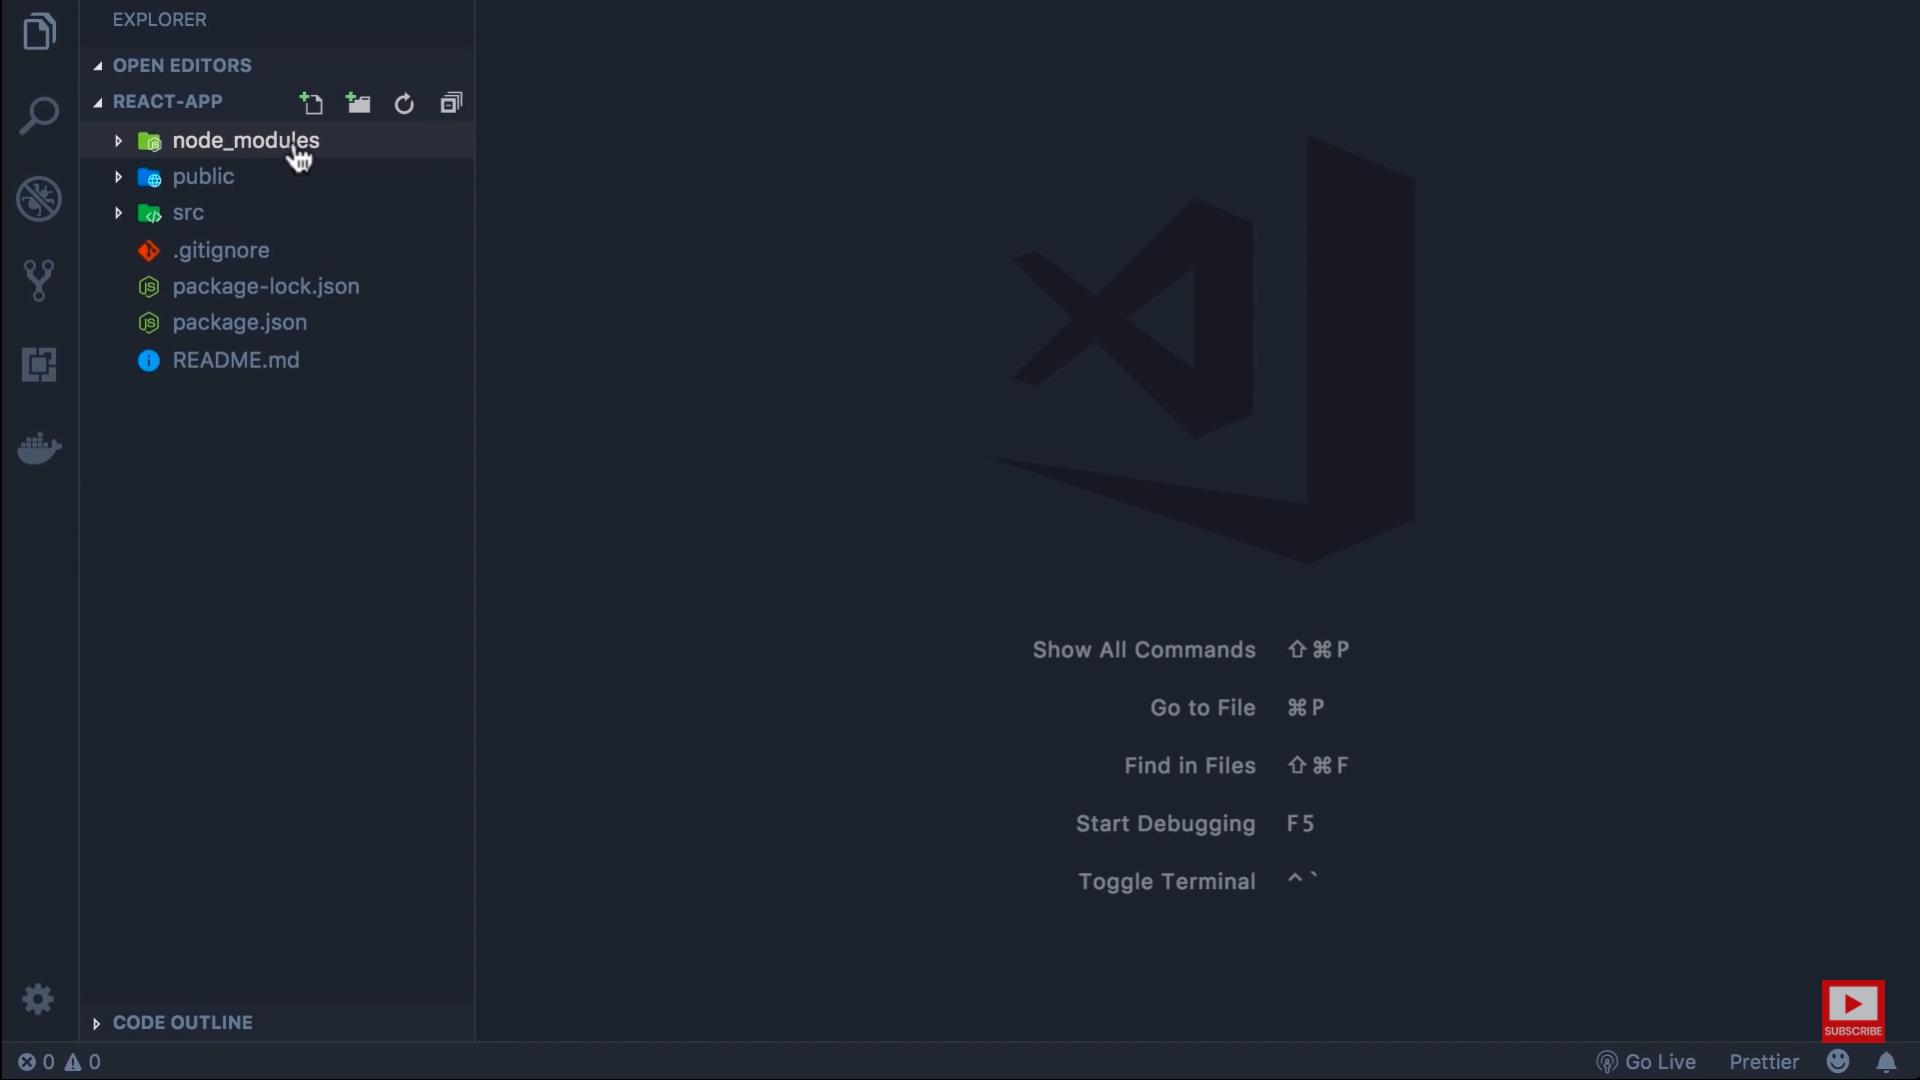 EXPLORER
OPEN EDITORS
REACT-APP
node_modules
public
src
.gitignore
package-lock.json
package.json
README.md
Show All Commands ⇧⌘P
Go to File ⌘P
Find in Files ⇧⌘F
Start Debugging F5
Toggle Terminal ^`
CODE OUTLINE
SUBSCRIBE
0 0 Go Live Prettier